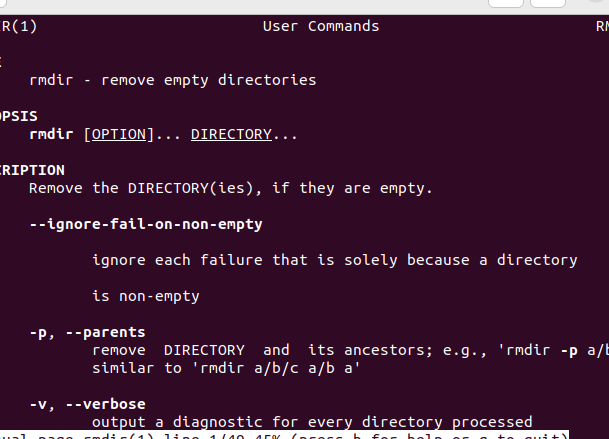 R(1) User Commands RM
rmdir - remove empty directories
OPSIS
rmdir [OPTION]... DIRECTORY...
CRIPTION
Remove the DIRECTORY(ies), if they are empty.
--ignore-fail-on-non-empty
ignore each failure that is solely because a directory
is non-empty
-p, --parents
remove DIRECTORY and its ancestors; e.g., 'rmdir -p a/b
similar to 'rmdir a/b/c a/b a'
-v, --verbose
output a diagnostic for every directory processed
ual page rmdir(1) line 1/49 45% (press h for help or q to quit)